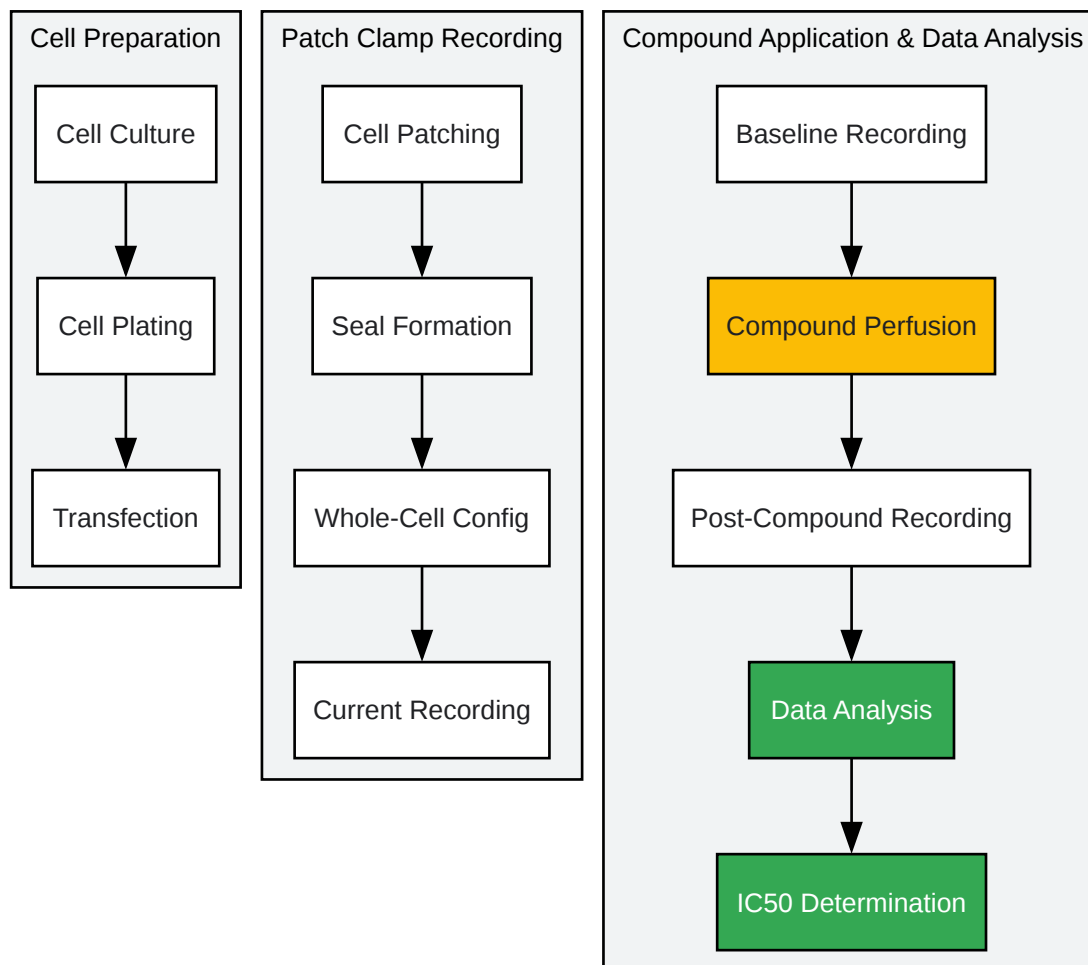 Cell Preparation
Cell Culture
Cell Plating
Transfection
Patch Clamp Recording
Cell Patching
Seal Formation
Whole-Cell Config
Current Recording
Compound Application & Data Analysis
Baseline Recording
Compound Perfusion
Post-Compound Recording
Data Analysis
IC50 Determination